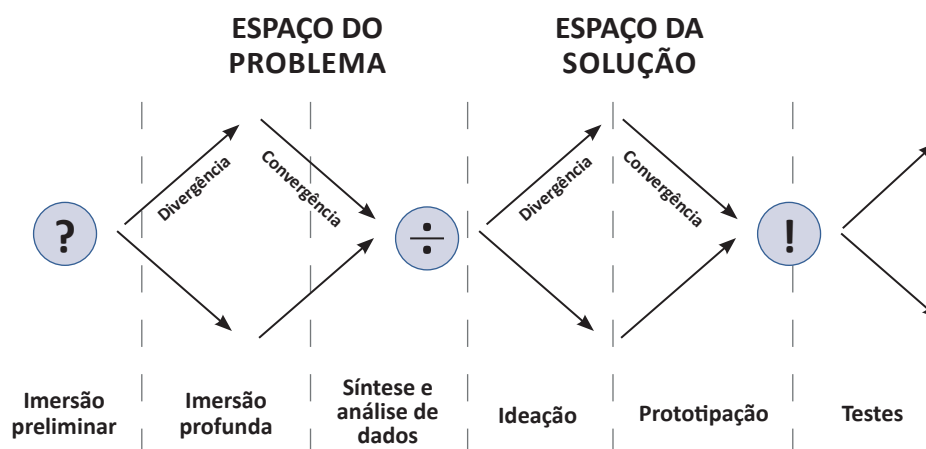 ESPAÇO DO
PROBLEMA
ESPAÇO DA
SOLUÇÃO
Divergência
Convergência
Divergência
Convergência
?
÷
!
Imersão
preliminar
Imersão
profunda
Síntese e
análise de
dados
Ideação
Prototipação
Testes